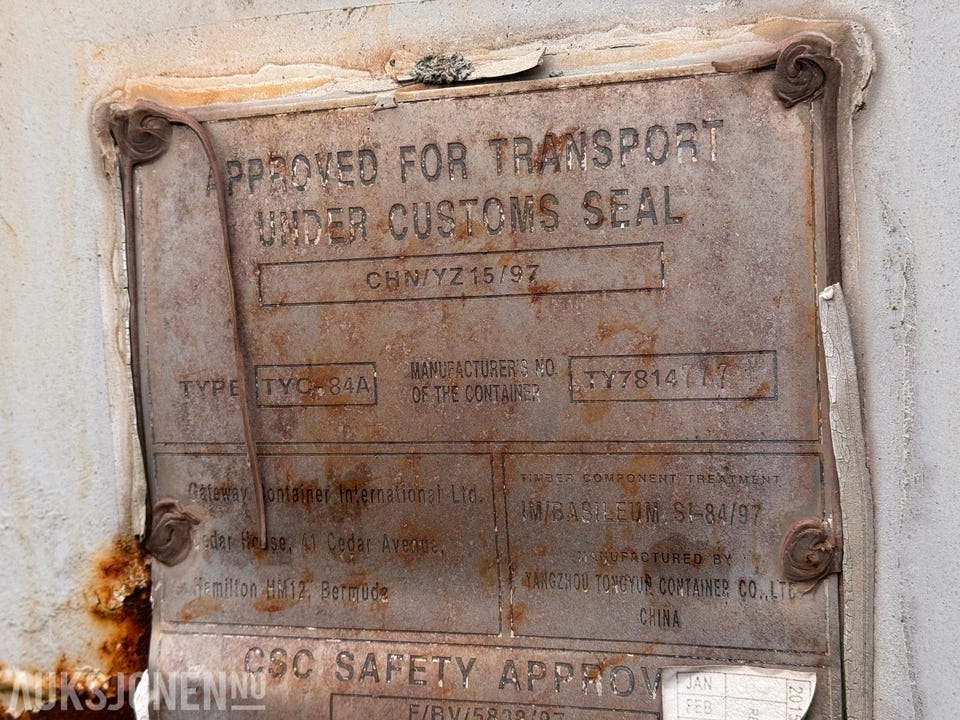 APPROVED FOR TRANSPORT
UNDER CUSTOMS SEAL
CHN/YZ15/97
TYPE TYC-84A MANUFACTURER'S NO. OF THE CONTAINER TY7814777
Gateway Container International Ltd.
Cedar House, 41 Cedar Avenue,
Hamilton HM12, Bermuda
TIMBER COMPONENT TREATMENT
IM/BASILEUM SI-84/97
MANUFACTURED BY
YANGZHOU TONGYUN CONTAINER CO.,LTD
CHINA
CSC SAFETY APPROV
JAN
FEB
AUKSJONEN.NO